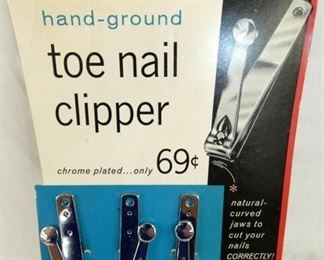 hand-ground
toe nail
clipper
chrome plated...only 69¢
*
natural-
curved
jaws to
cut your
nails
CORRECTLY!